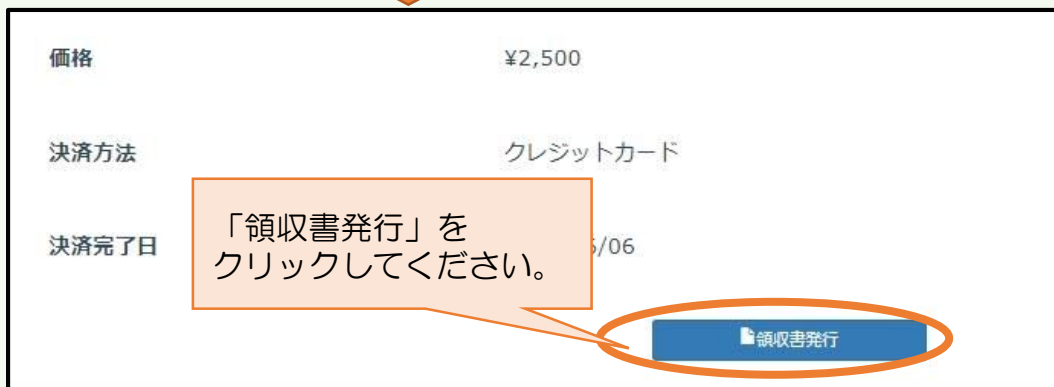 価格
¥2,500
決済方法
クレジットカード
「領収書発行」を
クリックしてください。
決済完了日
/06
領収書発行